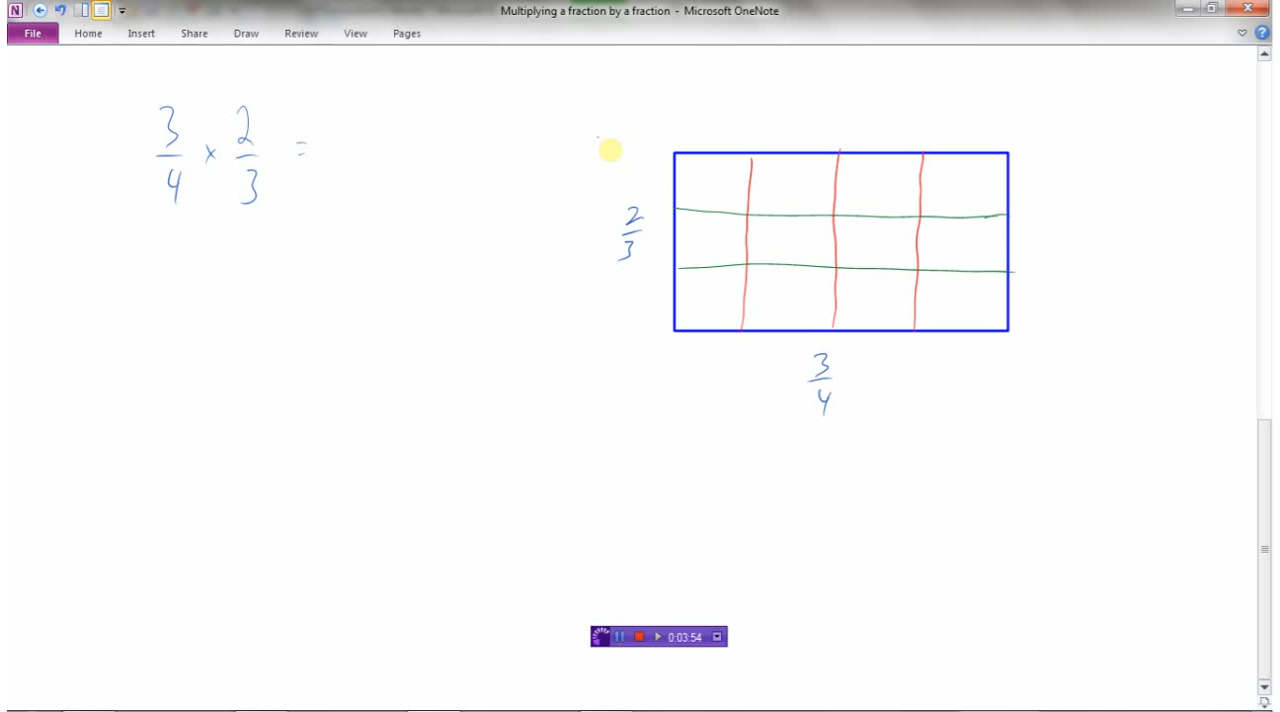 Multiplying a fraction by a fraction - Microsoft OneNote
File Home Insert Share Draw Review View Pages
3/4 × 2/3 =
2/3
3/4
0:03:54